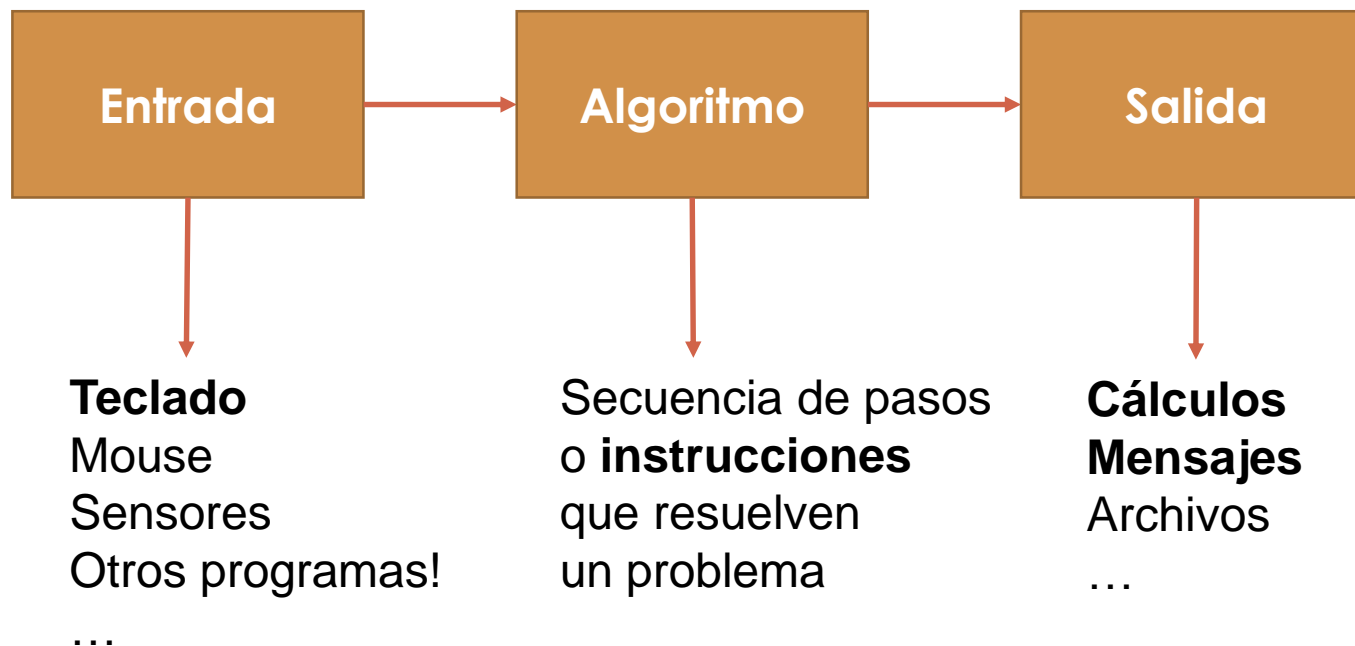 Entrada
Algoritmo
Salida
Teclado
Mouse
Sensores
Otros programas!
…
Secuencia de pasos
o instrucciones
que resuelven
un problema
Cálculos
Mensajes
Archivos
…